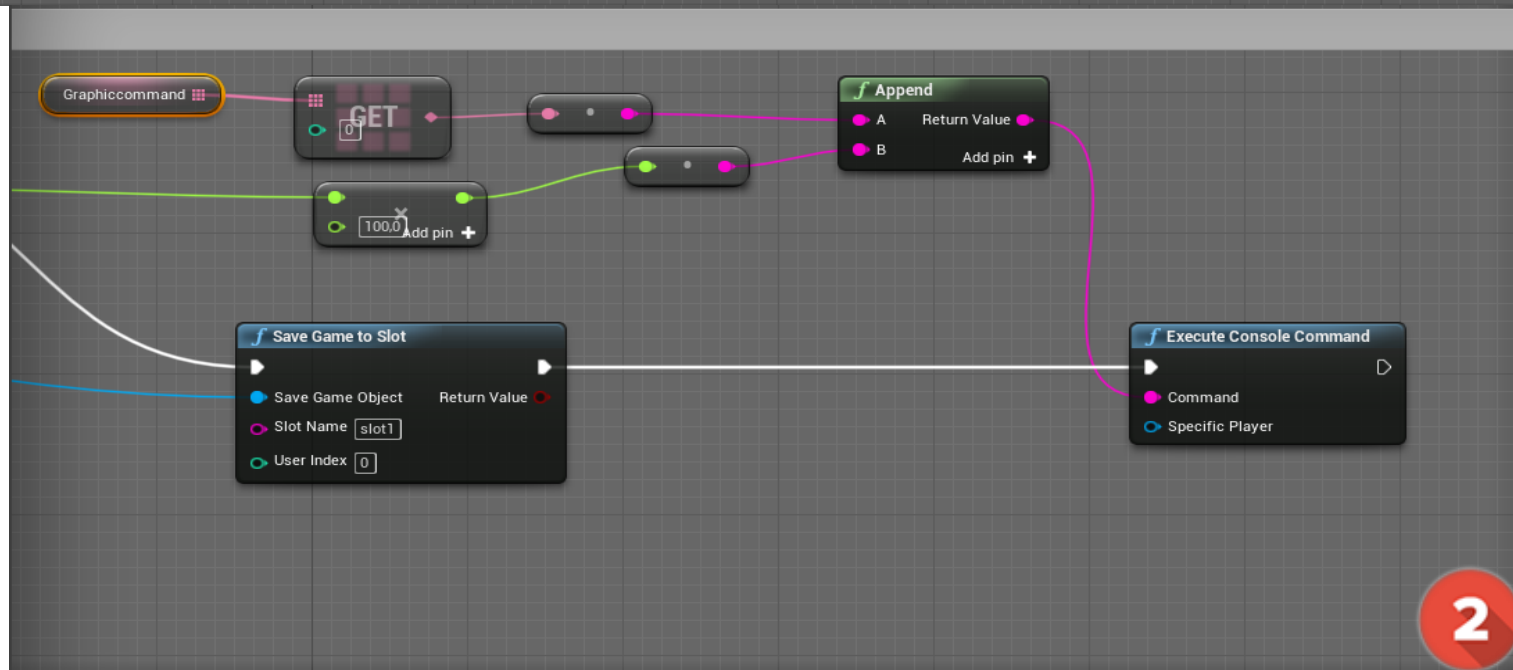 Graphiccommand
GET
0
100,0
Add pin
Append
A Return Value
B
Add pin
Save Game to Slot
Save Game Object Return Value
Slot Name slot1
User Index 0
Execute Console Command
Command
Specific Player
2